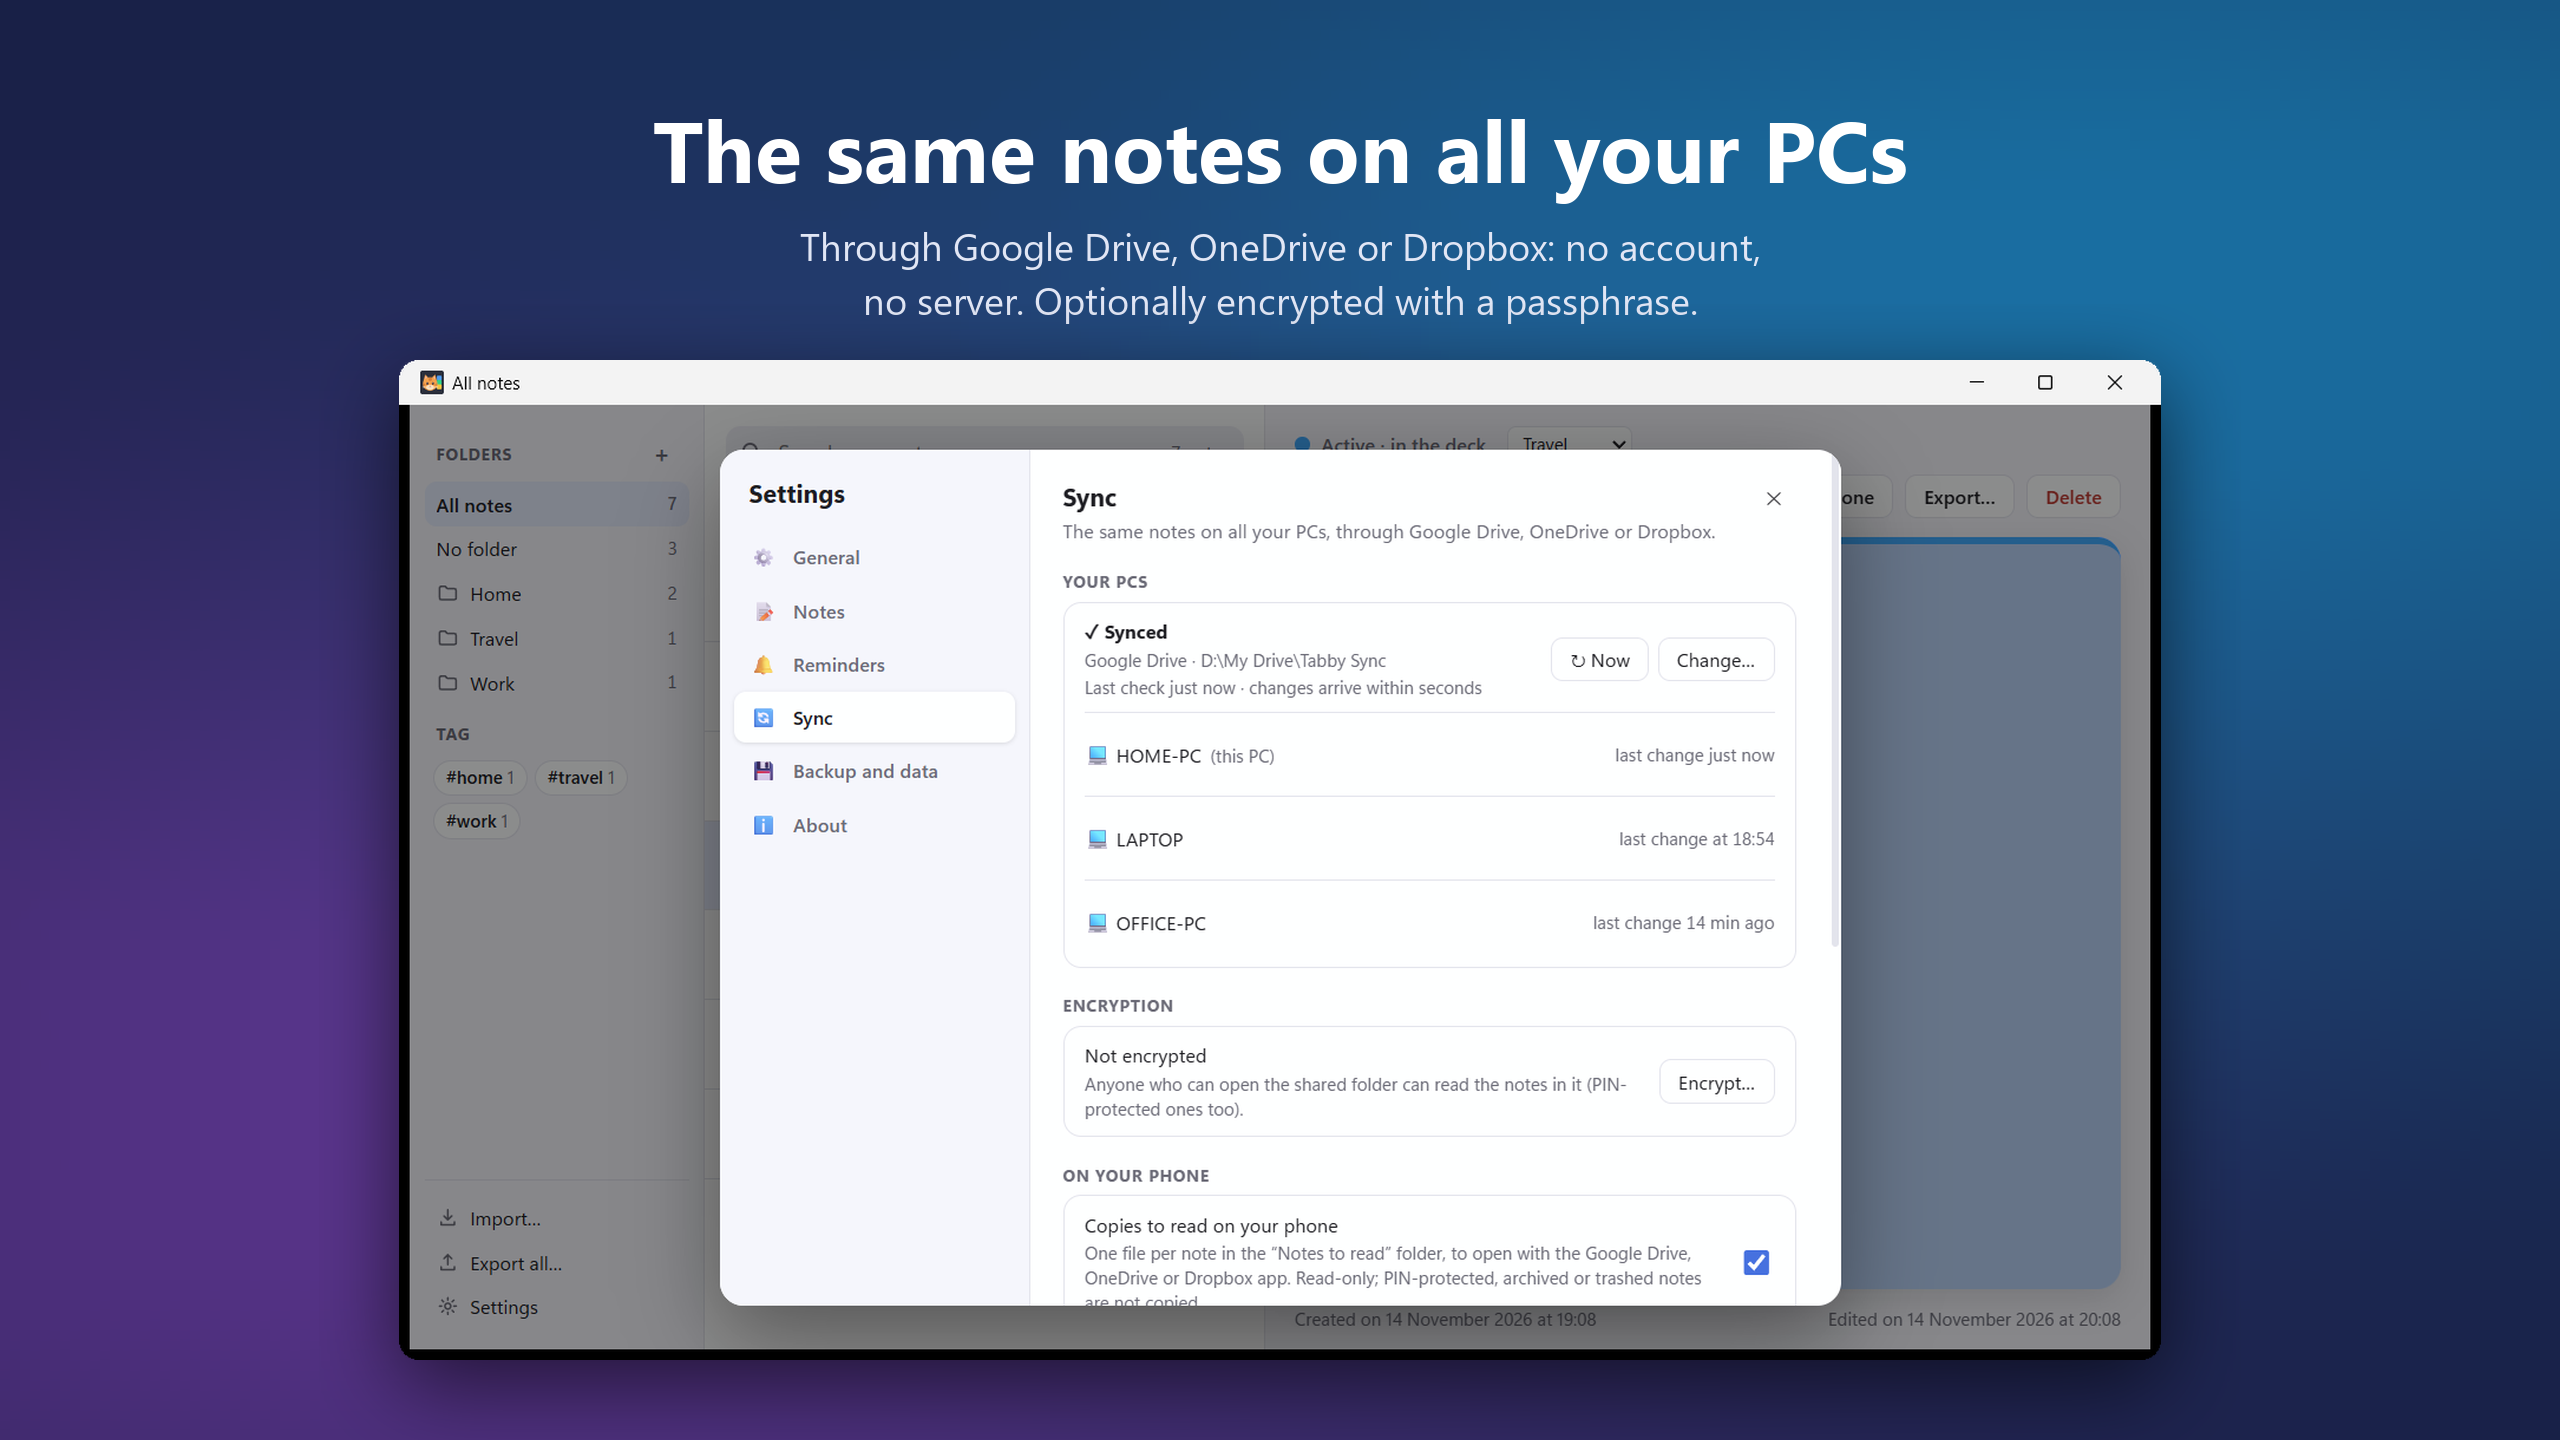 The same notes on all your PCs
Through Google Drive, OneDrive or Dropbox: no account,
no server. Optionally encrypted with a passphrase.
All notes
FOLDERS +
All notes 7
No folder 3
Home 2
Travel 1
Work 1
TAG
#home 1 #travel 1
#work 1
Import...
Export all...
Settings
Active · in the deck Travel
one Export... Delete
Settings
General
Notes
Reminders
Sync
Backup and data
About
Sync
The same notes on all your PCs, through Google Drive, OneDrive or Dropbox.
YOUR PCS
✓ Synced
Google Drive · D:\My Drive\Tabby Sync
Last check just now · changes arrive within seconds
↻ Now Change...
HOME-PC (this PC) last change just now
LAPTOP last change at 18:54
OFFICE-PC last change 14 min ago
ENCRYPTION
Not encrypted
Anyone who can open the shared folder can read the notes in it (PIN-
protected ones too).
Encrypt...
ON YOUR PHONE
Copies to read on your phone
One file per note in the “Notes to read” folder, to open with the Google Drive,
OneDrive or Dropbox app. Read-only; PIN-protected, archived or trashed notes
are not copied
Created on 14 November 2026 at 19:08 Edited on 14 November 2026 at 20:08